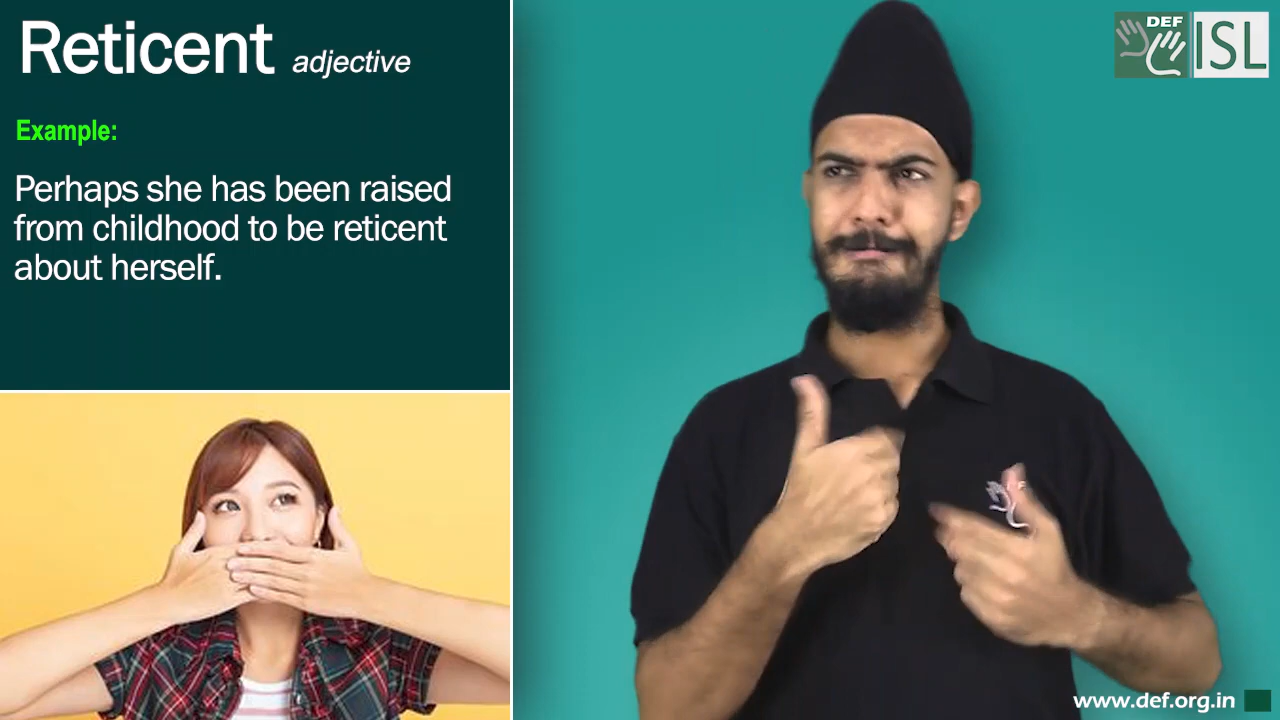 Reticent adjective
Example:
Perhaps she has been raised
from childhood to be reticent
about herself.
DEF
ISL
www.def.org.in